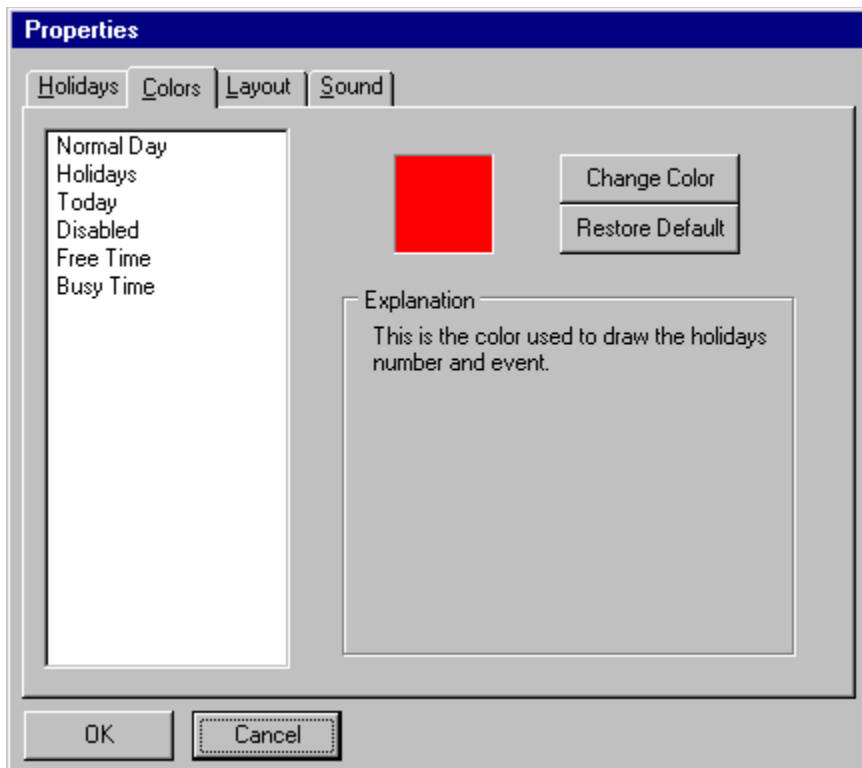 Properties
Holidays Colors Layout Sound
Normal Day
Holidays
Today
Disabled
Free Time
Busy Time
Change Color
Restore Default
Explanation
This is the color used to draw the holidays
number and event.
OK Cancel